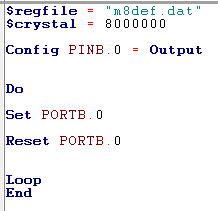 $regfile = "m8def.dat"
$crystal = 8000000
Config PINB.0 = Output
Do
Set PORTB.0
Reset PORTB.0
Loop
End